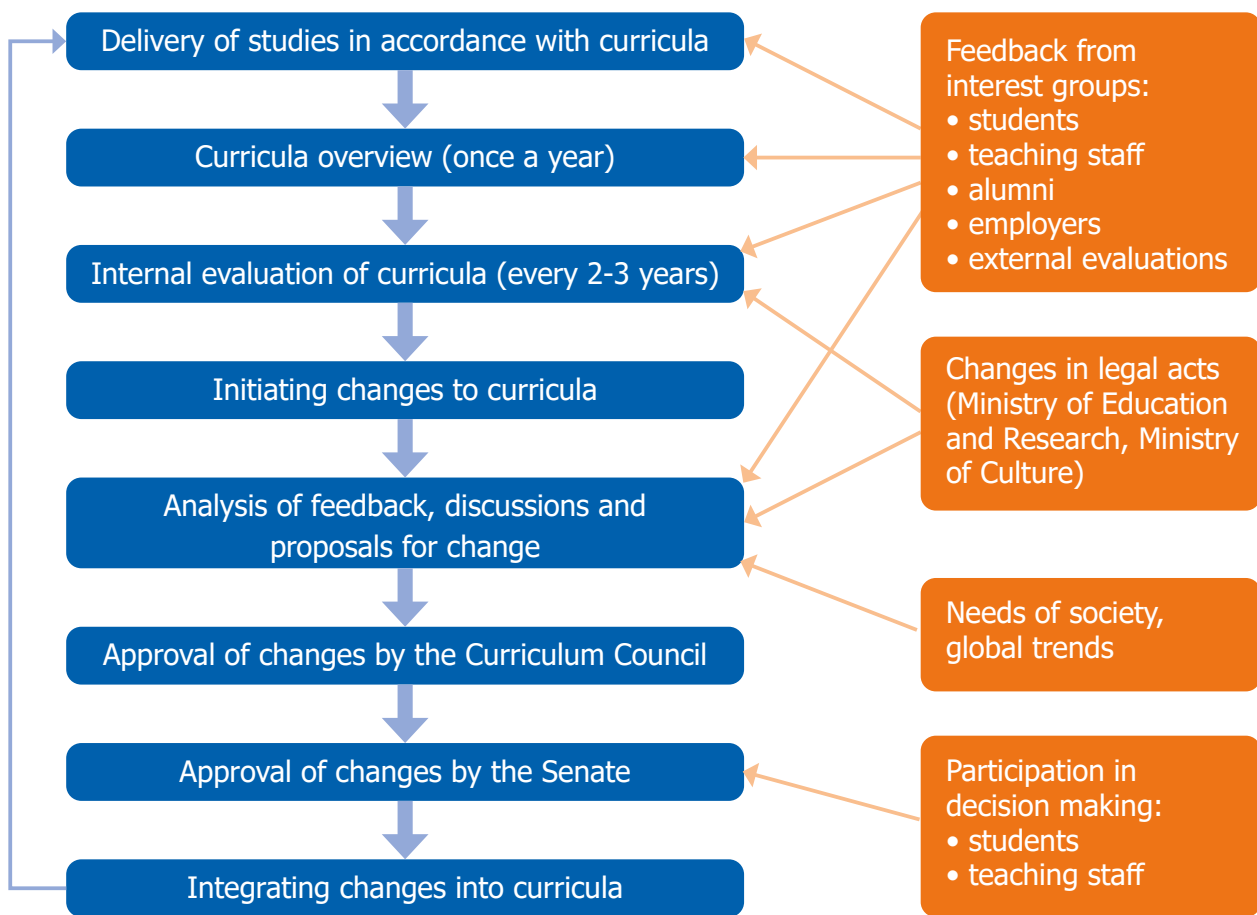 Delivery of studies in accordance with curricula
Curricula overview (once a year)
Internal evaluation of curricula (every 2-3 years)
Initiating changes to curricula
Analysis of feedback, discussions and
proposals for change
Approval of changes by the Curriculum Council
Approval of changes by the Senate
Integrating changes into curricula
Feedback from
interest groups:
• students
• teaching staff
• alumni
• employers
• external evaluations
Changes in legal acts
(Ministry of Education
and Research, Ministry
of Culture)
Needs of society,
global trends
Participation in
decision making:
• students
• teaching staff